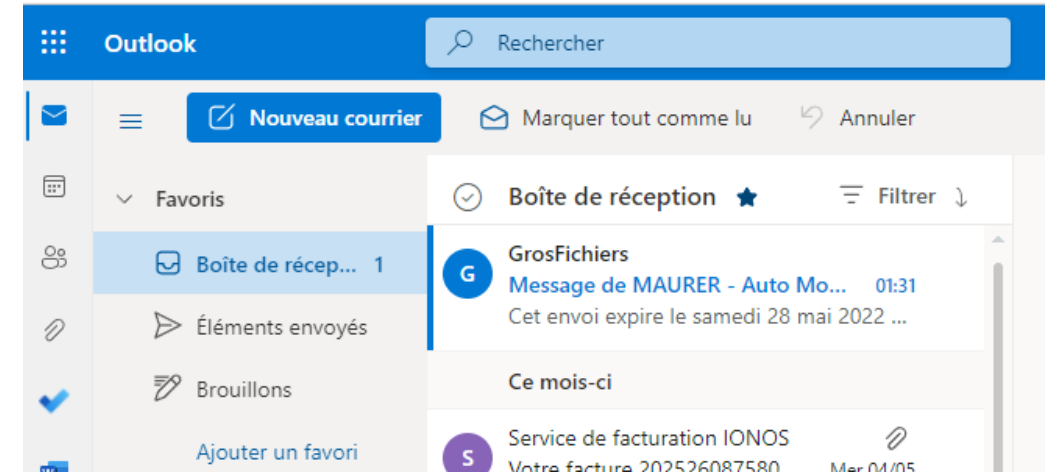 Outlook
Rechercher
Nouveau courrier
Marquer tout comme lu
Annuler
Favoris
Boîte de récep... 1
Éléments envoyés
Brouillons
Ajouter un favori
Boîte de réception
Filtrer
G
GrosFichiers
Message de MAURER - Auto Mo... 01:31
Cet envoi expire le samedi 28 mai 2022 ...
Ce mois-ci
S
Service de facturation IONOS
Votre facture 202526087580 Mer 04/05